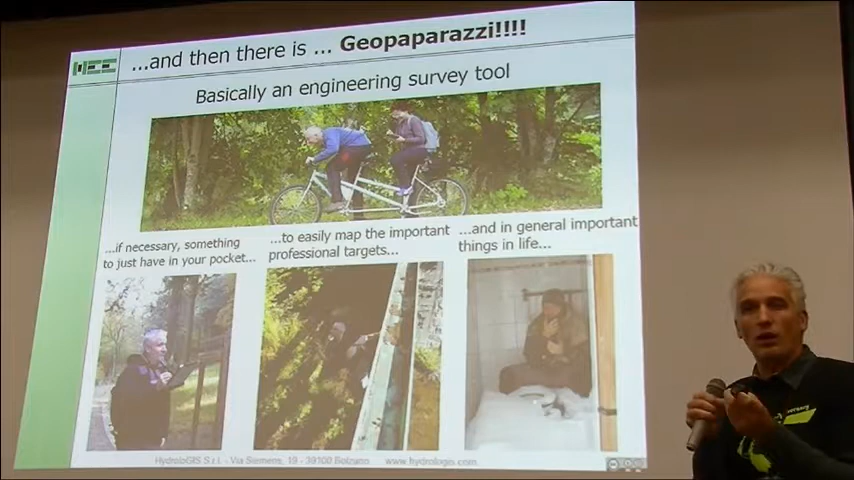 ...and then there is ... Geopaparazzi!!!!
Basically an engineering survey tool
...if necessary, something
to just have in your pocket...
...to easily map the important
professional targets...
...and in general important
things in life...
HydroloGIS S.r.l. - Via Siemens, 19 - 39100 Bolzano
www.hydrologis.com